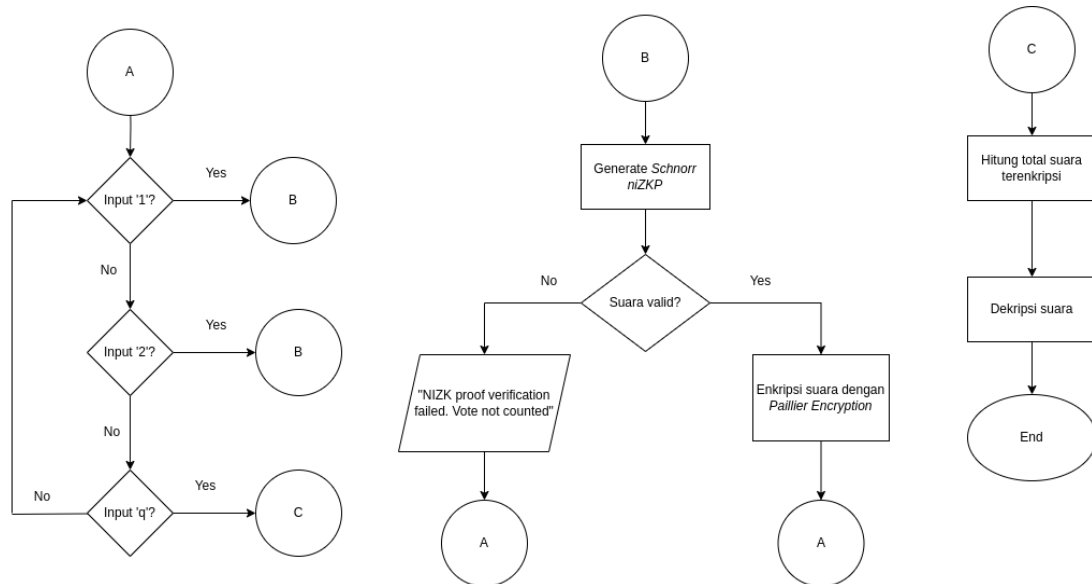 A
Input '1'?
Yes
B
No
Input '2'?
Yes
B
No
Input 'q'?
Yes
C
No
B
Generate Schnorr
niZKP
Suara valid?
No
Yes
"NIZK proof verification
failed. Vote not counted"
A
Enkripsi suara dengan
Paillier Encryption
A
C
Hitung total suara
terenkripsi
Dekripsi suara
End